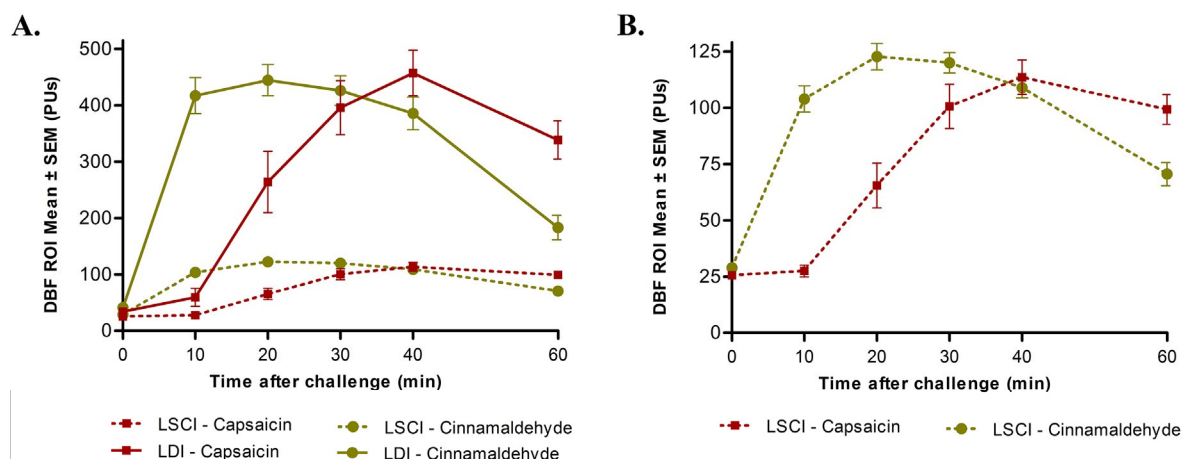 A.
500
400
300
200
100
0
DBF ROI Mean ± SEM (PUs)
0 10 20 30 40 60
Time after challenge (min)
LSCI - Capsaicin LSCI - Cinnamaldehyde
LDI - Capsaicin LDI - Cinnamaldehyde
B.
125
100
75
50
25
0
DBF ROI Mean ± SEM (PUs)
0 10 20 30 40 60
Time after challenge (min)
LSCI - Capsaicin LSCI - Cinnamaldehyde